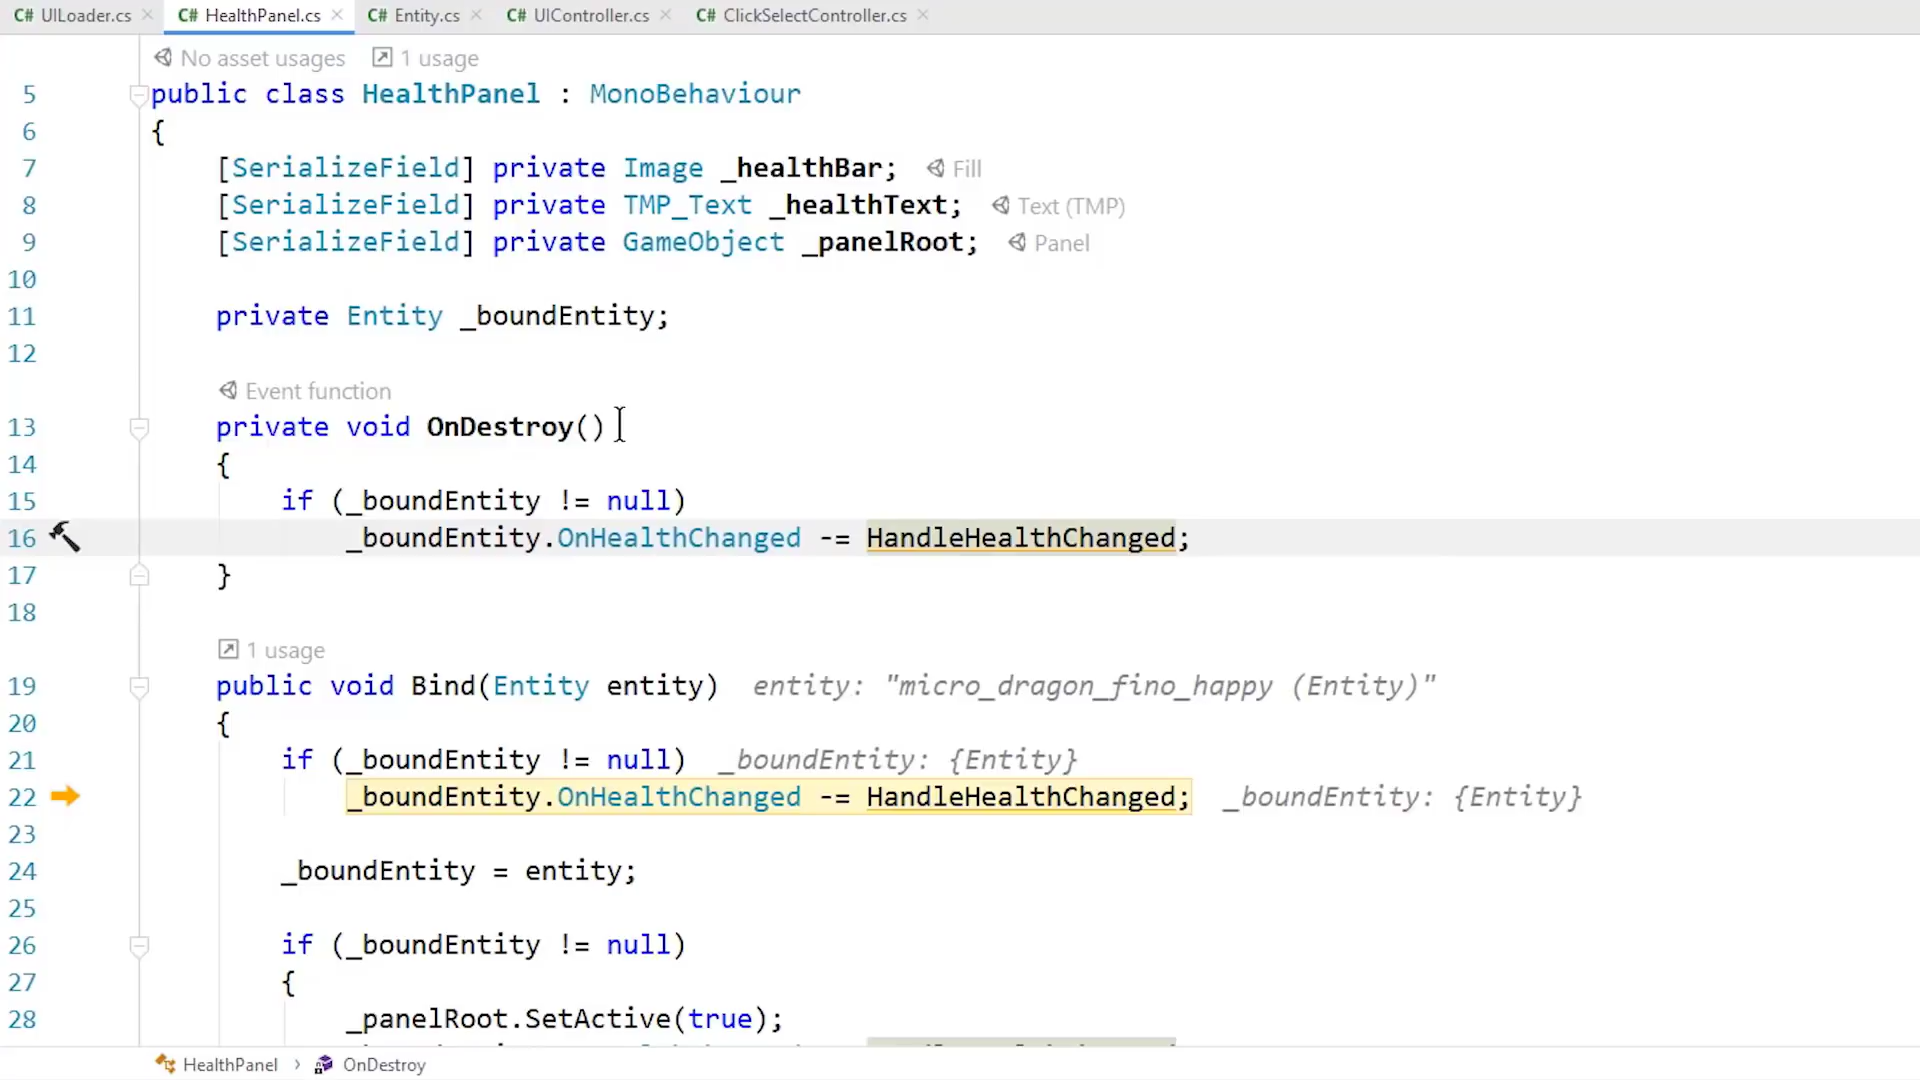 C# UILoader.cs × C# HealthPanel.cs × C# Entity.cs × C# UIController.cs × C# ClickSelectController.cs ×
No asset usages 1 usage
5 public class HealthPanel : MonoBehaviour
6 {
7 [SerializeField] private Image _healthBar; Fill
8 [SerializeField] private TMP_Text _healthText; Text (TMP)
9 [SerializeField] private GameObject _panelRoot; Panel
10
11 private Entity _boundEntity;
12
Event function
13 private void OnDestroy()
14 {
15 if (_boundEntity != null)
16 _boundEntity.OnHealthChanged -= HandleHealthChanged;
17 }
18
1 usage
19 public void Bind(Entity entity) entity: "micro_dragon_fino_happy (Entity)"
20 {
21 if (_boundEntity != null) _boundEntity: {Entity}
22 _boundEntity.OnHealthChanged -= HandleHealthChanged; _boundEntity: {Entity}
23
24 _boundEntity = entity;
25
26 if (_boundEntity != null)
27 {
28 _panelRoot.SetActive(true);
HealthPanel › OnDestroy